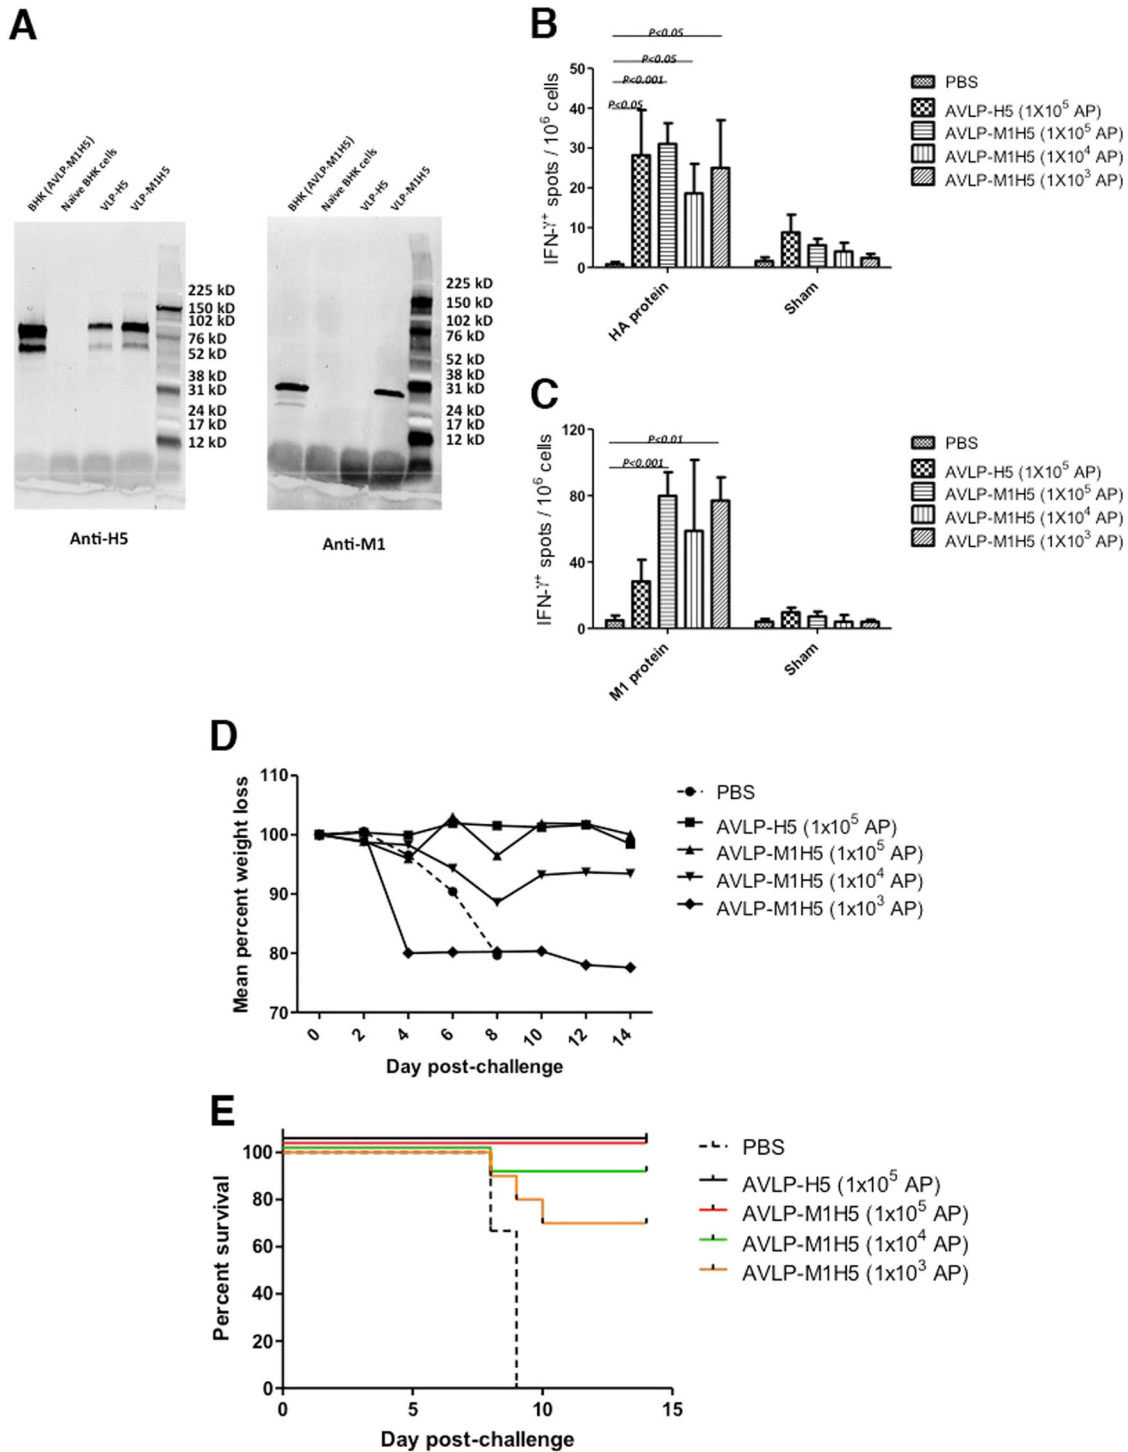 A
BHK (AVLP-M1H5)
Naïve BHK cells
VLP-H5
VLP-M1H5
225 kD
150 kD
102 kD
76 kD
52 kD
38 kD
31 kD
24 kD
17 kD
12 kD
Anti-H5
BHK (AVLP-M1H5)
Naïve BHK cells
VLP-H5
VLP-M1H5
225 kD
150 kD
102 kD
76 kD
52 kD
38 kD
31 kD
24 kD
17 kD
12 kD
Anti-M1
B
IFN-γ⁺ spots / 10⁶ cells
50
40
30
20
10
0
P<0.05
P<0.05
P<0.001
P<0.05
HA protein
Sham
PBS
AVLP-H5 (1X10⁵ AP)
AVLP-M1H5 (1X10⁵ AP)
AVLP-M1H5 (1X10⁴ AP)
AVLP-M1H5 (1X10³ AP)
C
IFN-γ⁺ spots / 10⁶ cells
120
80
40
0
P<0.01
P<0.001
M1 protein
Sham
PBS
AVLP-H5 (1X10⁵ AP)
AVLP-M1H5 (1X10⁵ AP)
AVLP-M1H5 (1X10⁴ AP)
AVLP-M1H5 (1X10³ AP)
D
Mean percent weight loss
110
100
90
80
70
0 2 4 6 8 10 12 14
Day post-challenge
PBS
AVLP-H5 (1x10⁵ AP)
AVLP-M1H5 (1x10⁵ AP)
AVLP-M1H5 (1x10⁴ AP)
AVLP-M1H5 (1x10³ AP)
E
Percent survival
100
80
60
40
20
0
0 5 10 15
Day post-challenge
PBS
AVLP-H5 (1x10⁵ AP)
AVLP-M1H5 (1x10⁵ AP)
AVLP-M1H5 (1x10⁴ AP)
AVLP-M1H5 (1x10³ AP)